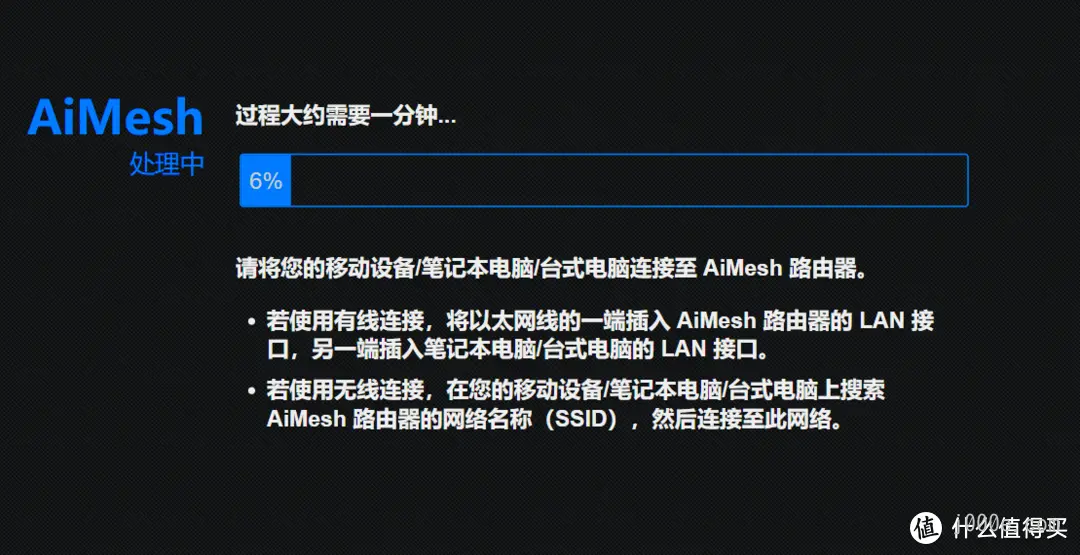 AiMesh
处理中
过程大约需要一分钟...
6%
请将您的移动设备/笔记本电脑/台式电脑连接至 AiMesh 路由器。
• 若使用有线连接，将以太网线的一端插入 AiMesh 路由器的 LAN 接
口，另一端插入笔记本电脑/台式电脑的 LAN 接口。
• 若使用无线连接，在您的移动设备/笔记本电脑/台式电脑上搜索
AiMesh 路由器的网络名称（SSID），然后连接至此网络。
值 什么值得买